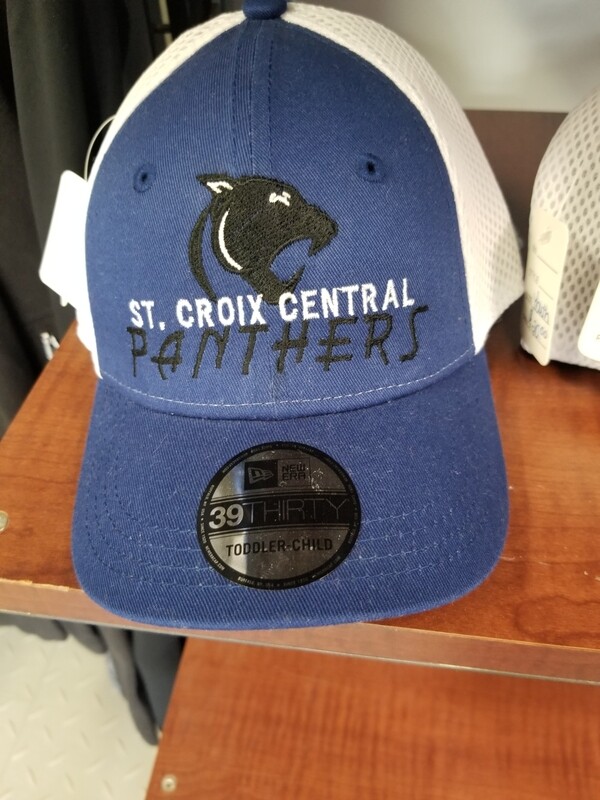 ST. CROIX CENTRAL
PANTHERS
NEW ERA
39THIRTY
TODDLER-CHILD